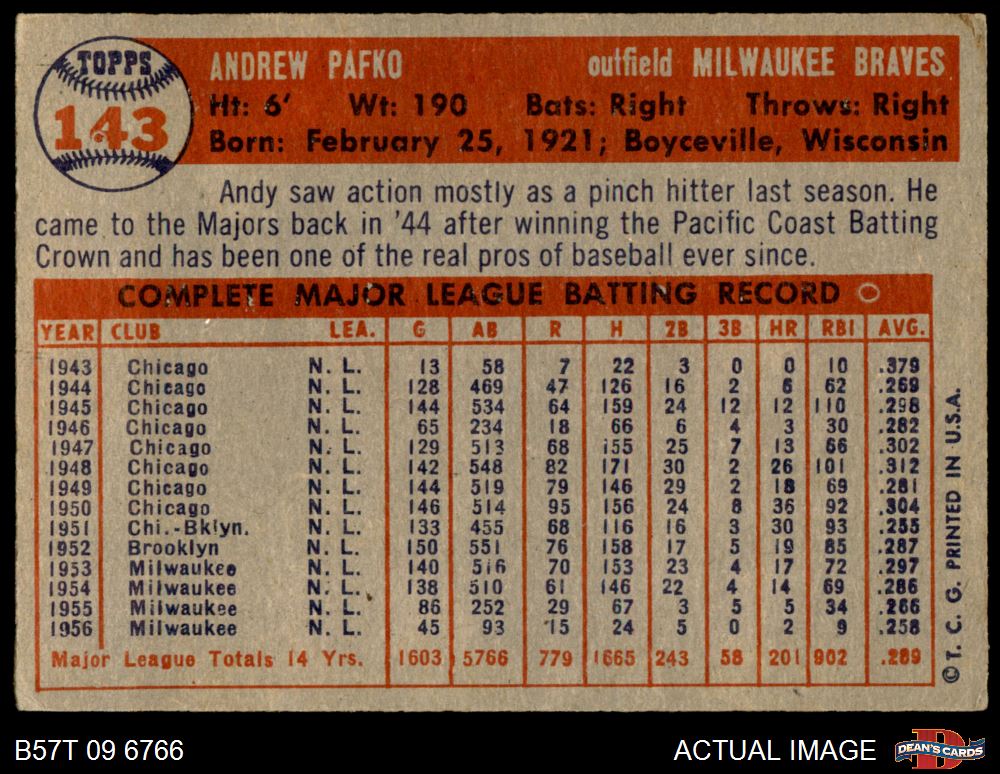 TOPPS
143
ANDREW PAFKO outfield MILWAUKEE BRAVES
Ht: 6' Wt: 190 Bats: Right Throws: Right
Born: February 25, 1921; Boyceville, Wisconsin
Andy saw action mostly as a pinch hitter last season. He
came to the Majors back in '44 after winning the Pacific Coast Batting
Crown and has been one of the real pros of baseball ever since.
COMPLETE MAJOR LEAGUE BATTING RECORD
YEAR CLUB LEA. G AB R H 2B 3B HR RBI AVG.
1943 Chicago N. L. 13 58 7 22 3 0 0 10 .379
1944 Chicago N. L. 128 469 47 126 16 2 6 62 .269
1945 Chicago N. L. 144 534 64 159 24 12 12 110 .298
1946 Chicago N. L. 65 234 18 66 6 4 3 30 .282
1947 Chicago N. L. 129 513 68 155 25 7 13 66 .302
1948 Chicago N. L. 142 548 82 171 30 2 26 101 .312
1949 Chicago N. L. 144 519 79 146 29 2 18 69 .281
1950 Chicago N. L. 146 514 95 156 24 8 36 92 .304
1951 Chi.-Bklyn. N. L. 133 455 68 116 16 3 30 93 .255
1952 Brooklyn N. L. 150 551 76 158 17 5 19 85 .287
1953 Milwaukee N. L. 140 516 70 153 23 4 17 72 .297
1954 Milwaukee N. L. 138 510 61 146 22 4 14 69 .286
1955 Milwaukee N. L. 86 252 29 67 3 5 5 34 .266
1956 Milwaukee N. L. 45 93 15 24 5 0 2 9 .258
Major League Totals 14 Yrs. 1603 5766 779 1665 243 58 201 902 .289
©T. C. G. PRINTED IN U.S.A.
B57T 09 6766 ACTUAL IMAGE DEAN'S CARDS